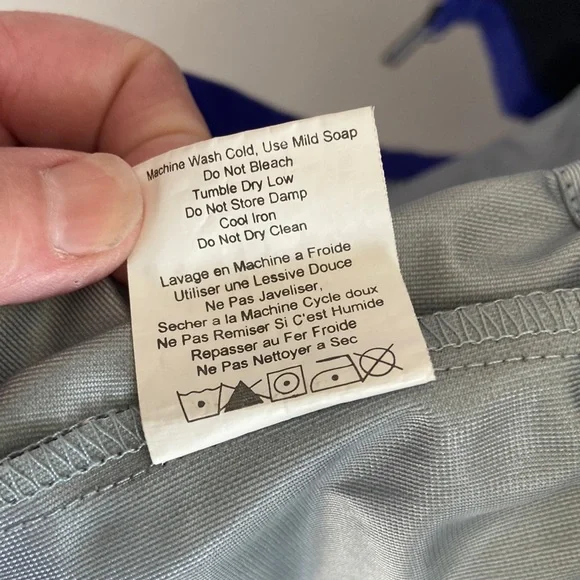 Machine Wash Cold, Use Mild Soap
Do Not Bleach
Tumble Dry Low
Do Not Store Damp
Cool Iron
Do Not Dry Clean
Lavage en Machine a Froide
Utiliser une Lessive Douce
Ne Pas Javeliser,
Secher a la Machine Cycle doux
Ne Pas Remiser Si C'est Humide
Repasser au Fer Froide
Ne Pas Nettoyer a Sec